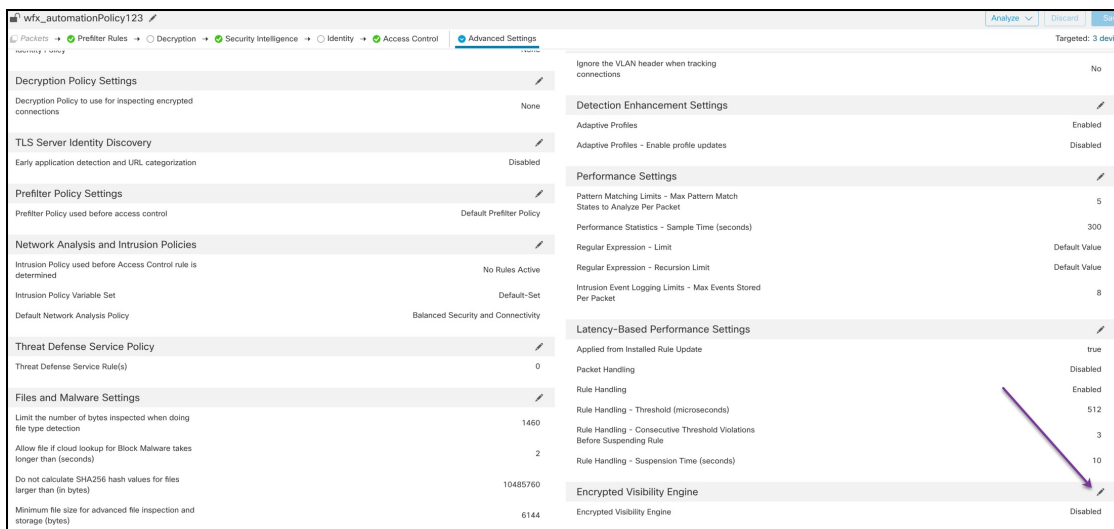 wfx_automationPolicy123
Analyze
Discard
Packets → Prefilter Rules → Decryption → Security Intelligence → Identity → Access Control
Advanced Settings
Targeted: 3 devi
Decryption Policy Settings
Decryption Policy to use for inspecting encrypted
connections
None
TLS Server Identity Discovery
Early application detection and URL categorization
Disabled
Prefilter Policy Settings
Prefilter Policy used before access control
Default Prefilter Policy
Network Analysis and Intrusion Policies
Intrusion Policy used before Access Control rule is
determined
No Rules Active
Intrusion Policy Variable Set
Default-Set
Default Network Analysis Policy
Balanced Security and Connectivity
Threat Defense Service Policy
Threat Defense Service Rule(s)
0
Files and Malware Settings
Limit the number of bytes inspected when doing
file type detection
1460
Allow file if cloud lookup for Block Malware takes
longer than (seconds)
2
Do not calculate SHA256 hash values for files
larger than (in bytes)
10485760
Minimum file size for advanced file inspection and
storage (bytes)
6144
Ignore the VLAN header when tracking
connections
No
Detection Enhancement Settings
Adaptive Profiles
Enabled
Adaptive Profiles - Enable profile updates
Disabled
Performance Settings
Pattern Matching Limits - Max Pattern Match
States to Analyze Per Packet
5
Performance Statistics - Sample Time (seconds)
300
Regular Expression - Limit
Default Value
Regular Expression - Recursion Limit
Default Value
Intrusion Event Logging Limits - Max Events Stored
Per Packet
8
Latency-Based Performance Settings
Applied from Installed Rule Update
true
Packet Handling
Disabled
Rule Handling
Enabled
Rule Handling - Threshold (microseconds)
512
Rule Handling - Consecutive Threshold Violations
Before Suspending Rule
3
Rule Handling - Suspension Time (seconds)
10
Encrypted Visibility Engine
Encrypted Visibility Engine
Disabled